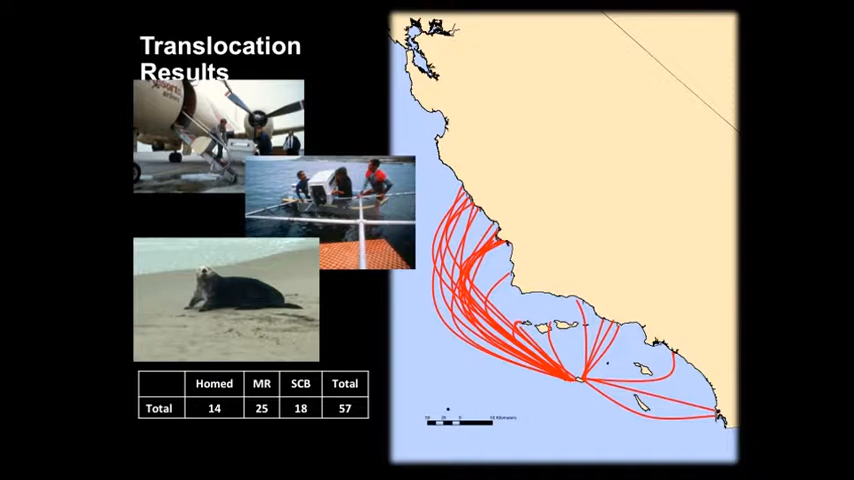 Translocation
Results
Homed MR SCB Total
Total 14 25 18 57